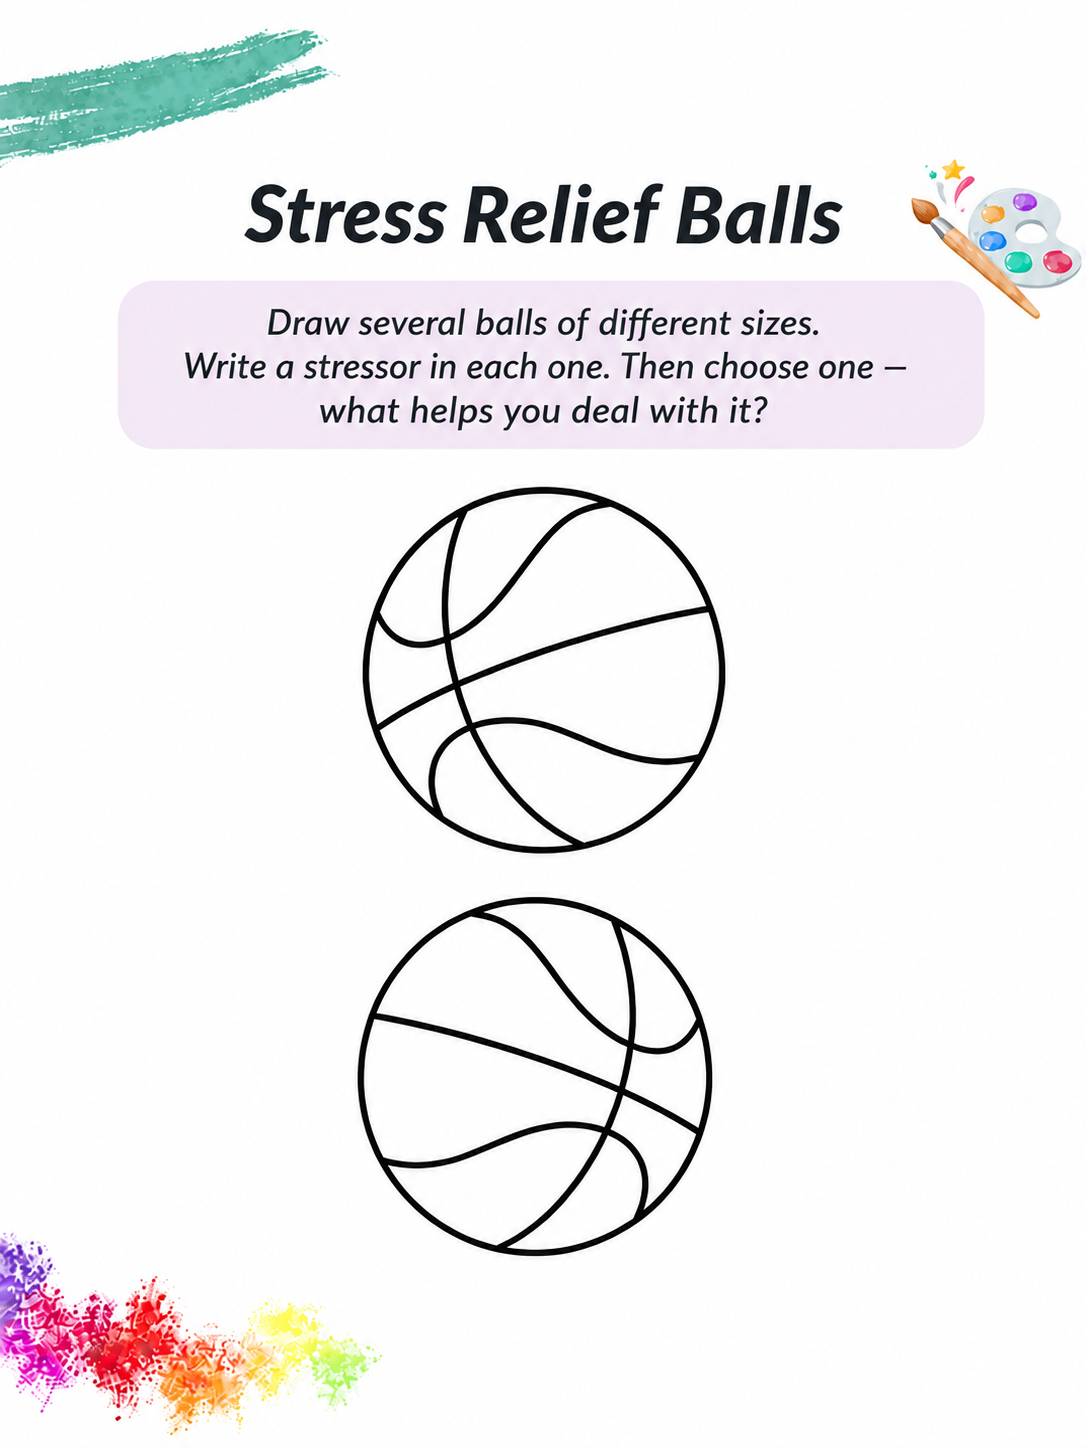 Stress Relief Balls
Draw several balls of different sizes.
Write a stressor in each one. Then choose one –
what helps you deal with it?